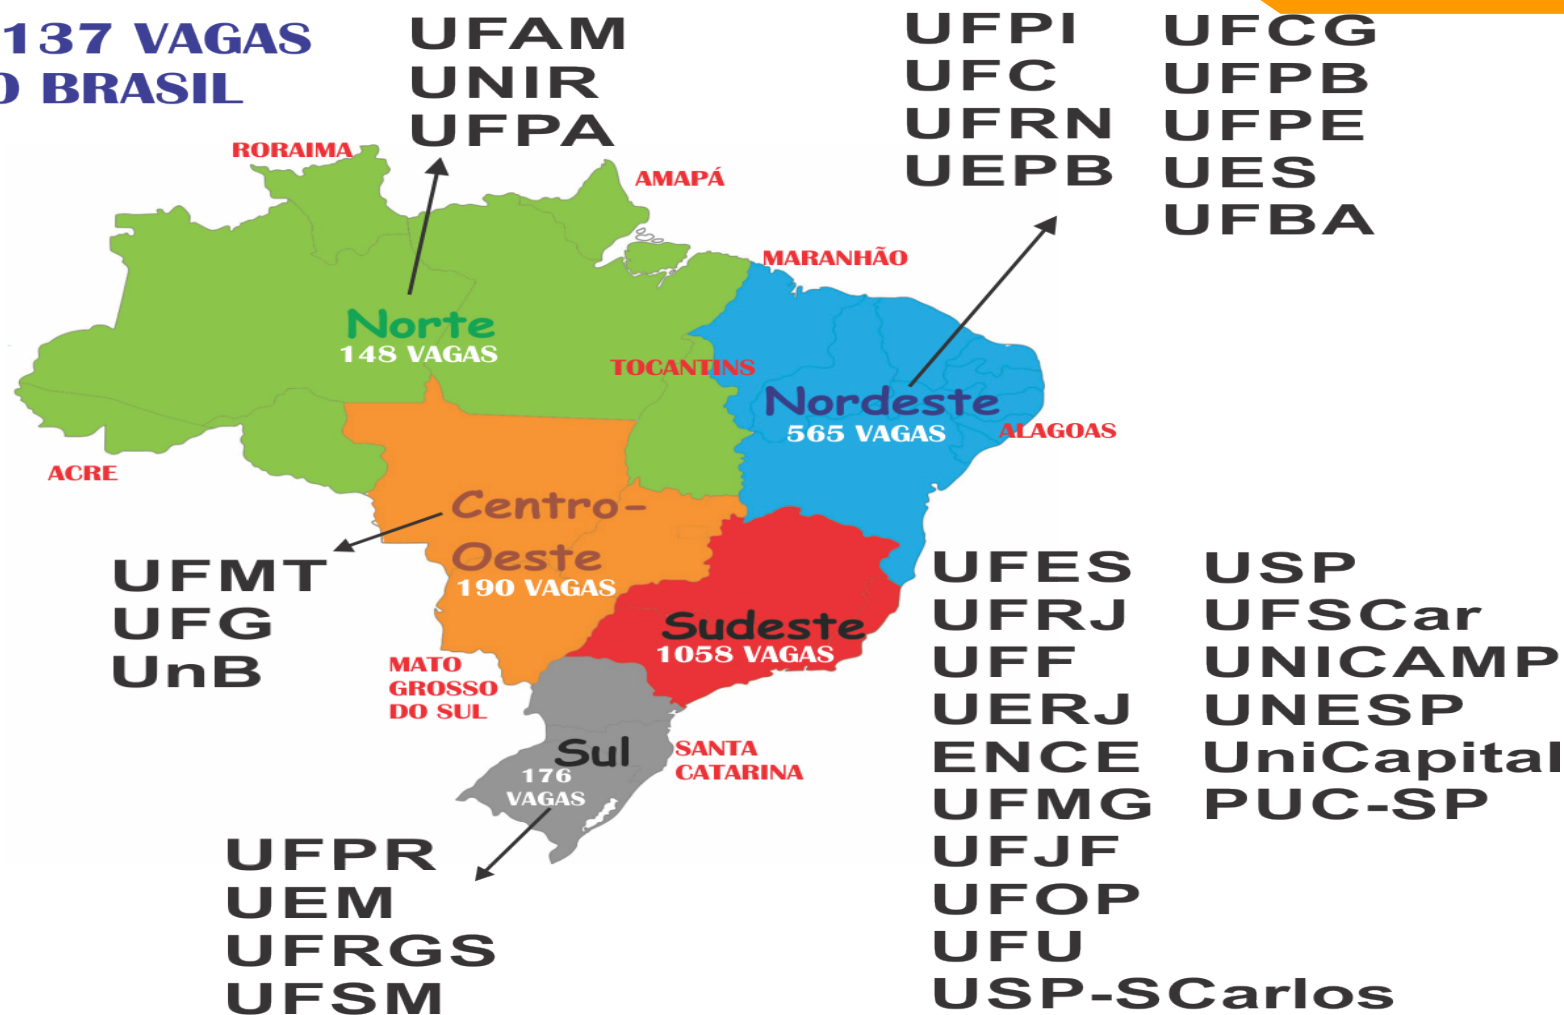 137 VAGAS
O BRASIL
UFAM
UNIR
UFPA
UFPI
UFC
UFRN
UEPB
UFCG
UFPB
UFPE
UES
UFBA
RORAIMA
AMAPÁ
MARANHÃO
Norte
148 VAGAS
TOCANTINS
Nordeste
565 VAGAS
ALAGOAS
ACRE
Centro-
Oeste
190 VAGAS
UFMT
UFG
UnB
MATO
GROSSO
DO SUL
Sudeste
1058 VAGAS
Sul
176
VAGAS
SANTA
CATARINA
UFPR
UEM
UFRGS
UFSM
UFES
UFRJ
UFF
UERJ
ENCE
UFMG
UFJF
UFOP
UFU
USP-SCarlos
USP
UFSCar
UNICAMP
UNESP
UniCapital
PUC-SP